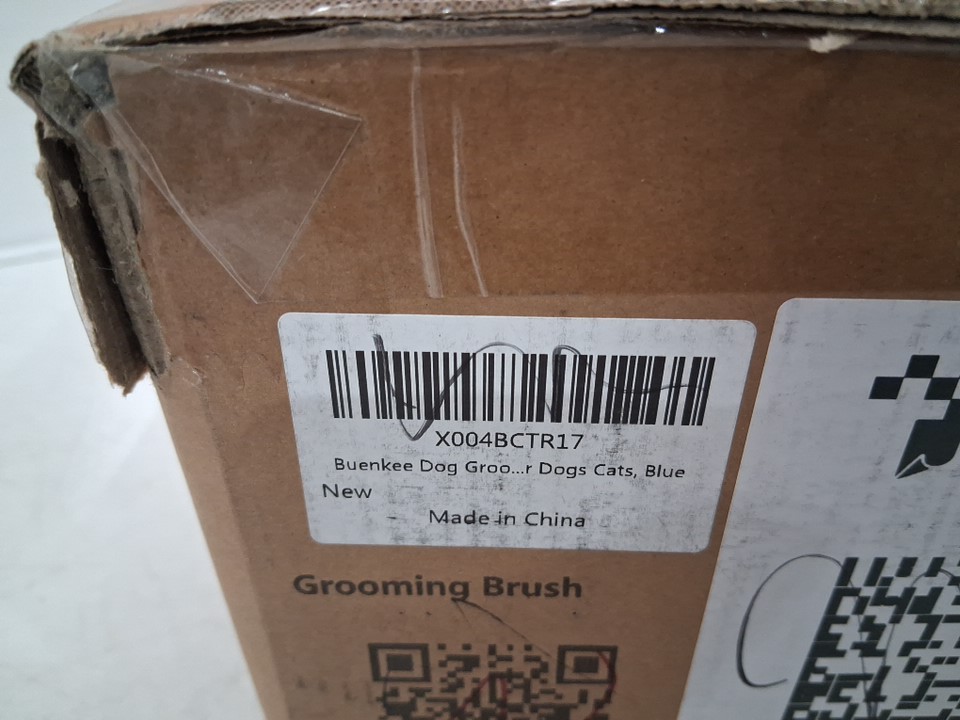 X004BCTR17
Buenkee Dog Groo...r Dogs Cats, Blue
New
Made in China
Grooming Brush